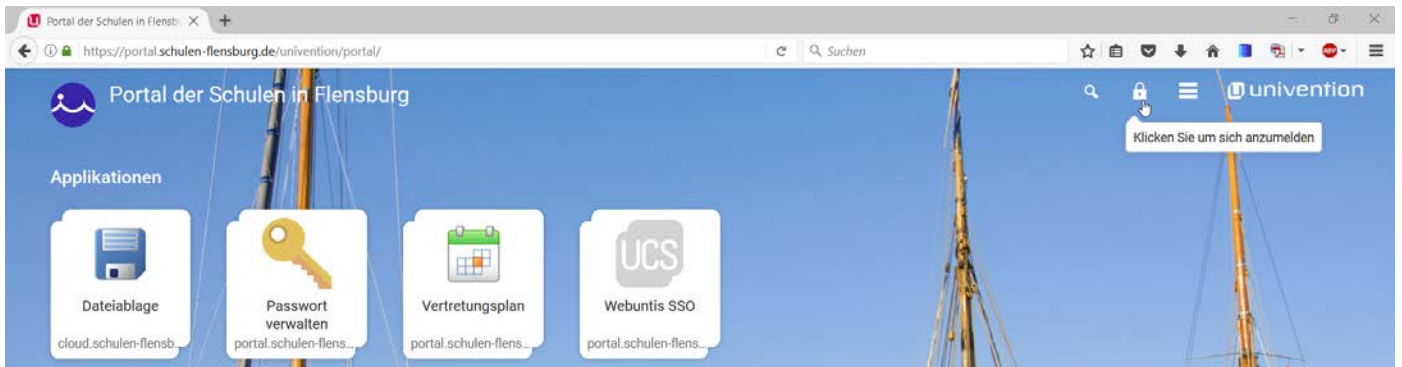 Portal der Schulen in Flensb
https://portal.schulen-flensburg.de/univention/portal/
Suchen
ABP
Portal der Schulen in Flensburg
univention
Klicken Sie um sich anzumelden
Applikationen
UCS
Dateiablage
Passwort
verwalten
Vertretungsplan
Webuntis SSO
cloud.schulen-flensb...
portal.schulen-flens...
portal.schulen-flens...
portal.schulen-flens...